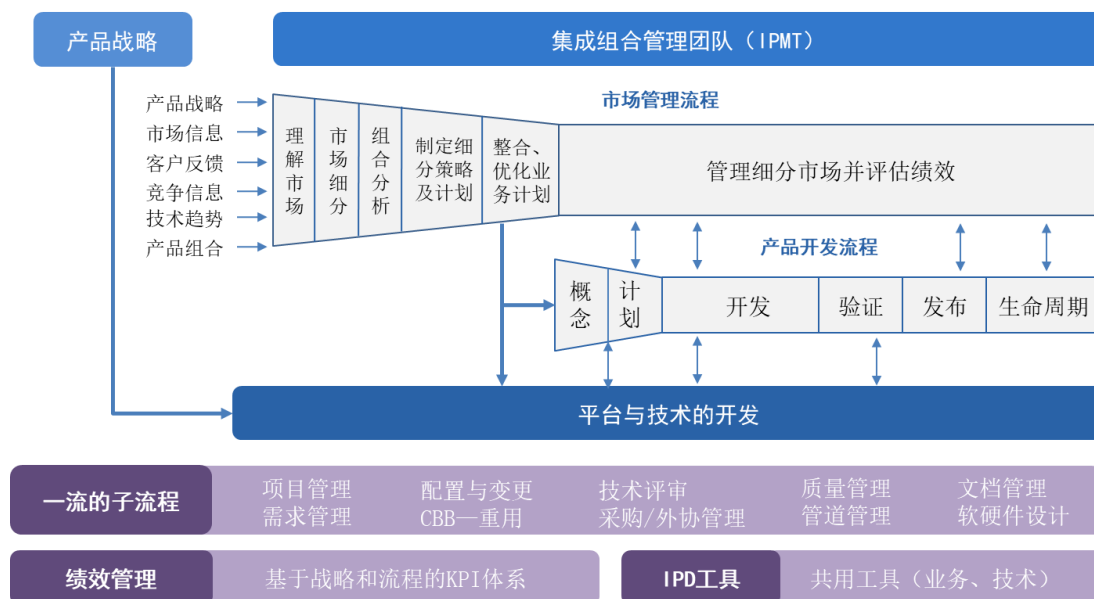 产品战略
集成组合管理团队（IPMT）
市场管理流程
产品战略
市场信息
客户反馈
竞争信息
技术趋势
产品组合
理解市场
市场细分
组合分析
制定细
分策略
及计划
整合、
优化业
务计划
管理细分市场并评估绩效
产品开发流程
概念
计划
开发
验证
发布
生命周期
平台与技术的开发
一流的子流程
项目管理 配置与变更 技术评审 质量管理 文档管理
需求管理 CBB—重用 采购/外协管理 管道管理 软硬件设计
绩效管理
基于战略和流程的KPI体系
IPD工具
共用工具（业务、技术）